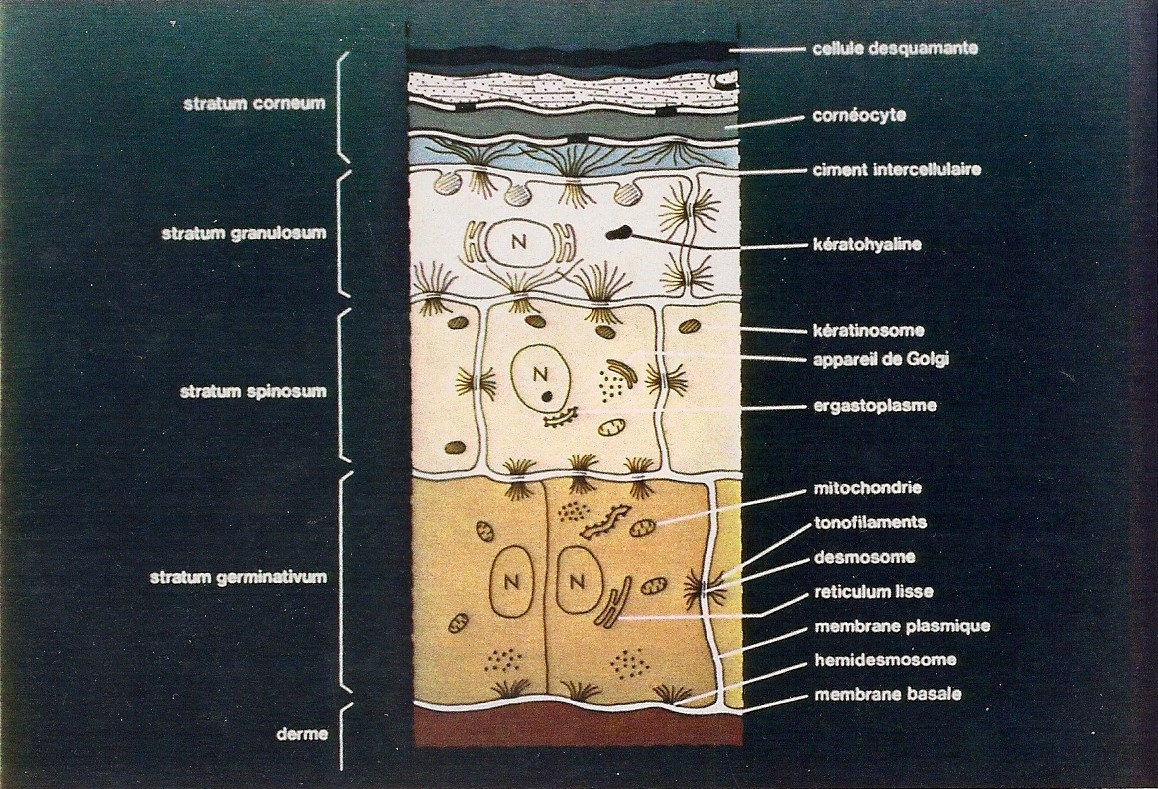 stratum corneum
stratum granulosum
stratum spinosum
stratum germinativum
derme
cellule desquamante
cornéocyte
ciment intercellulaire
kératohyaline
kératinosome
appareil de Golgi
ergastoplasme
mitochondrie
tonofilaments
desmosome
reticulum lisse
membrane plasmique
hemidesmosome
membrane basale
N
N
N
N